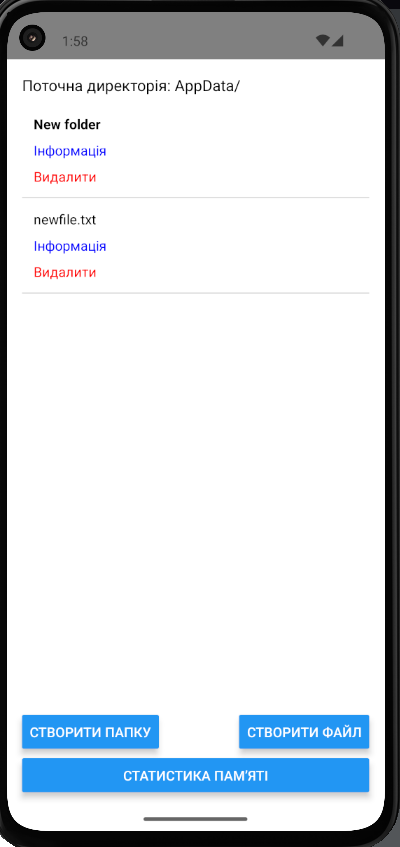 1:58
Поточна директорія: AppData/
New folder
Інформація
Видалити
newfile.txt
Інформація
Видалити
СТВОРИТИ ПАПКУ
СТВОРИТИ ФАЙЛ
СТАТИСТИКА ПАМ'ЯТІ